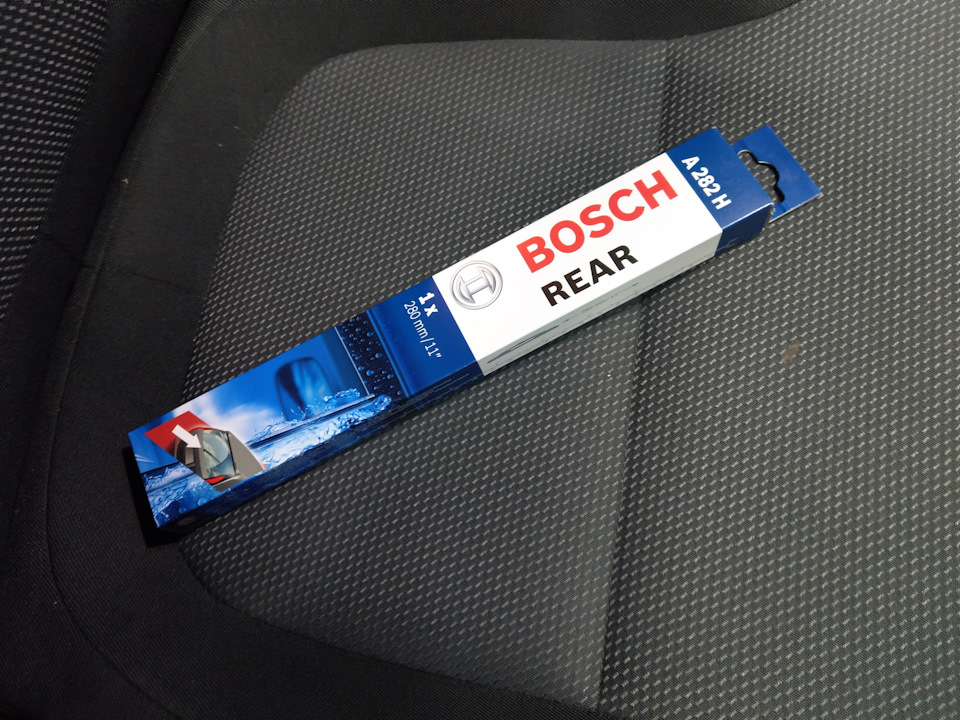 BOSCH
REAR
A 282 H
1 x
280 mm/11"